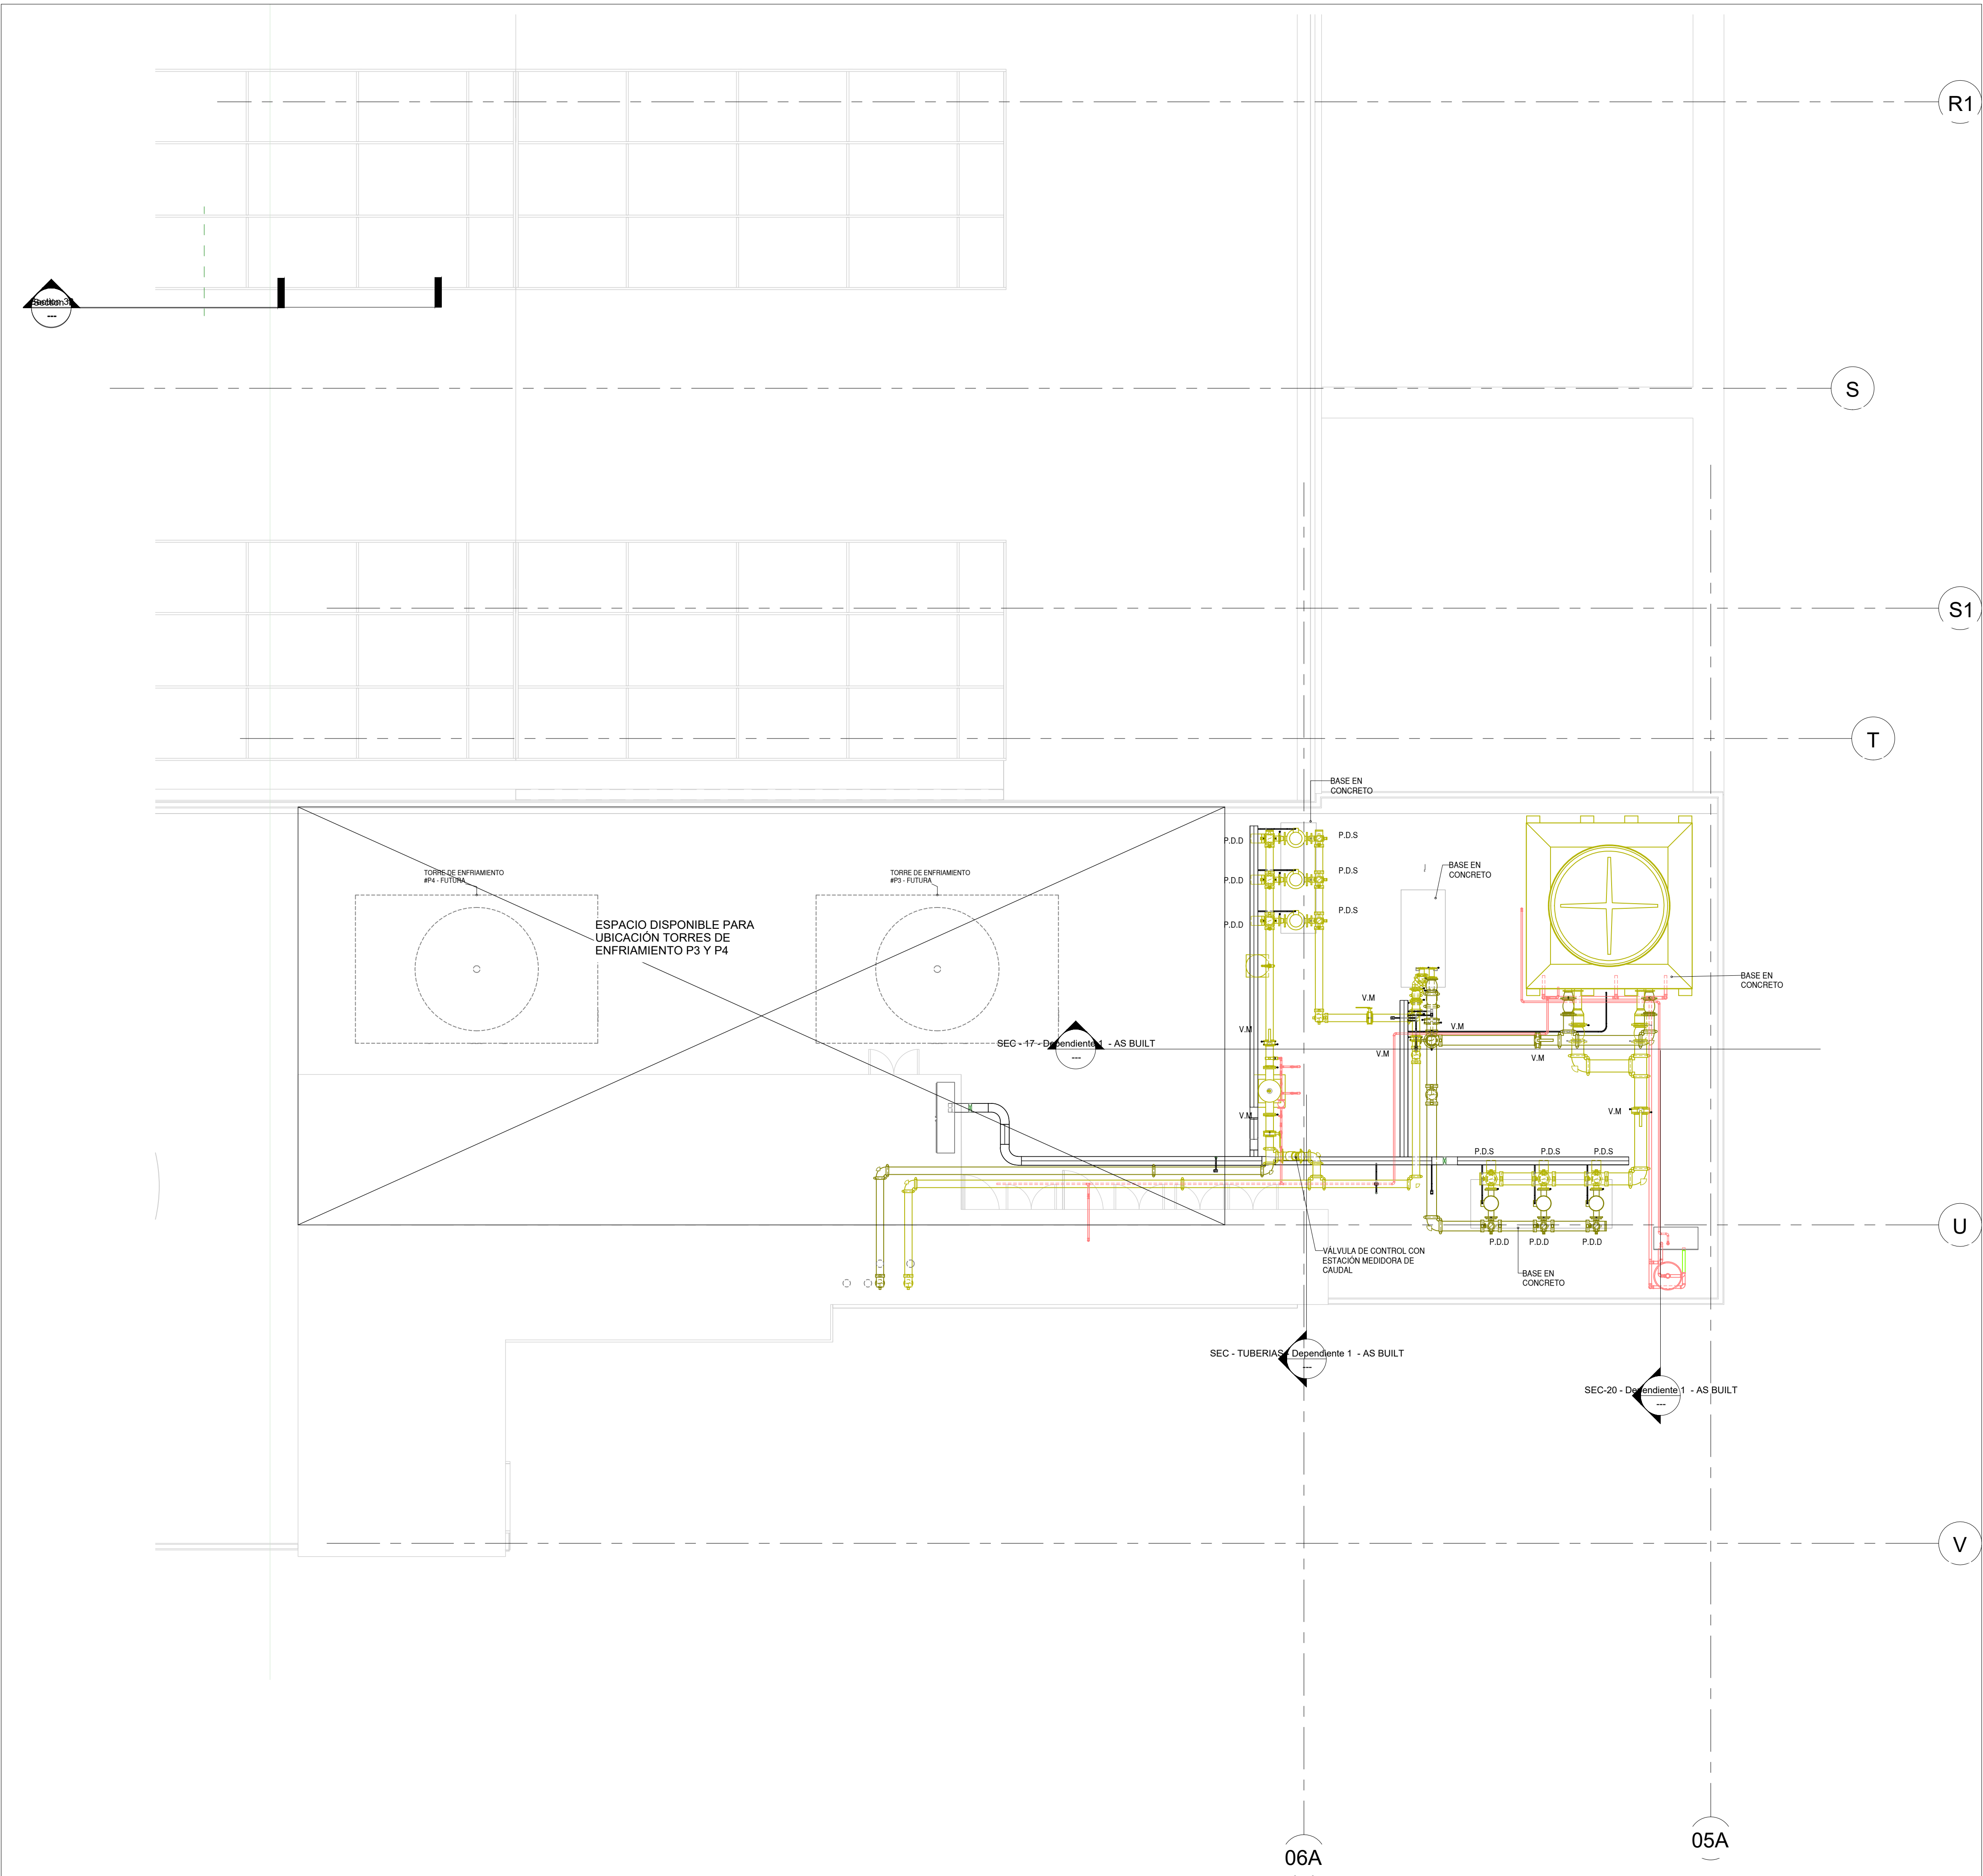 R1
Section 3
---
S
S1
T
BASE EN
CONCRETO
P.D.D
P.D.S
BASE EN
CONCRETO
TORRE DE ENFRIAMIENTO
#P4 - FUTURA
TORRE DE ENFRIAMIENTO
#P3 - FUTURA
P.D.S
P.D.D
P.D.S
P.D.D
ESPACIO DISPONIBLE PARA
UBICACIÓN TORRES DE
ENFRIAMIENTO P3 Y P4
BASE EN
CONCRETO
V.M
V.M
V.M
SEC - 17 - Dependiente 1 - AS BUILT
---
V.M
V.M
V.M
V.M
P.D.S
P.D.S
P.D.S
U
P.D.D
P.D.D
P.D.D
VÁLVULA DE CONTROL CON
ESTACIÓN MEDIDORA DE
CAUDAL
BASE EN
CONCRETO
SEC - TUBERIAS - Dependiente 1 - AS BUILT
---
SEC-20 - Dependiente 1 - AS BUILT
---
V
05A
06A